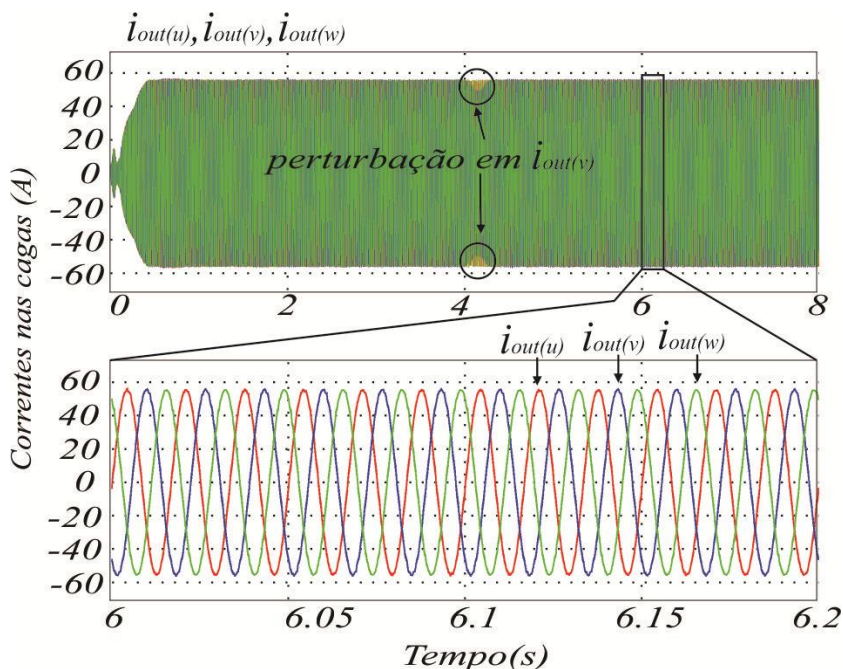 iout(u), iout(v), iout(w)
Correntes nas cagas (A)
60
40
20
0
-20
-40
-60
perturbação em iout(v)
0 2 4 6 8
iout(u) iout(v) iout(w)
60
40
20
0
-20
-40
-60
6 6.05 6.1 6.15 6.2
Tempo(s)